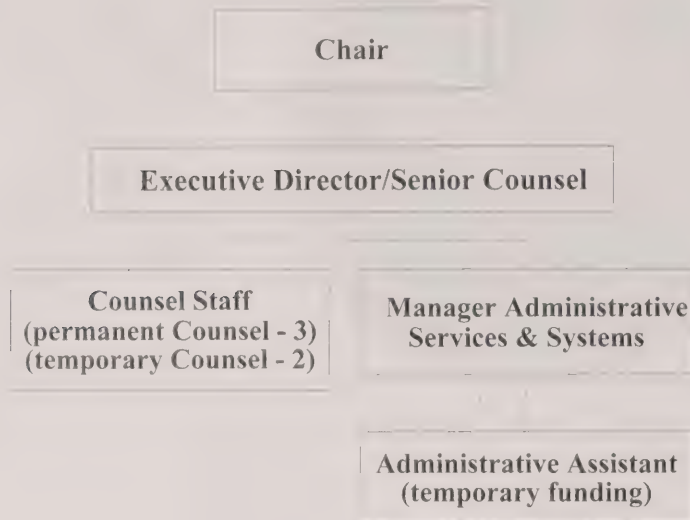 Chair
Executive Director/Senior Counsel
Counsel Staff
(permanent Counsel - 3)
(temporary Counsel - 2)
Manager Administrative
Services & Systems
Administrative Assistant
(temporary funding)